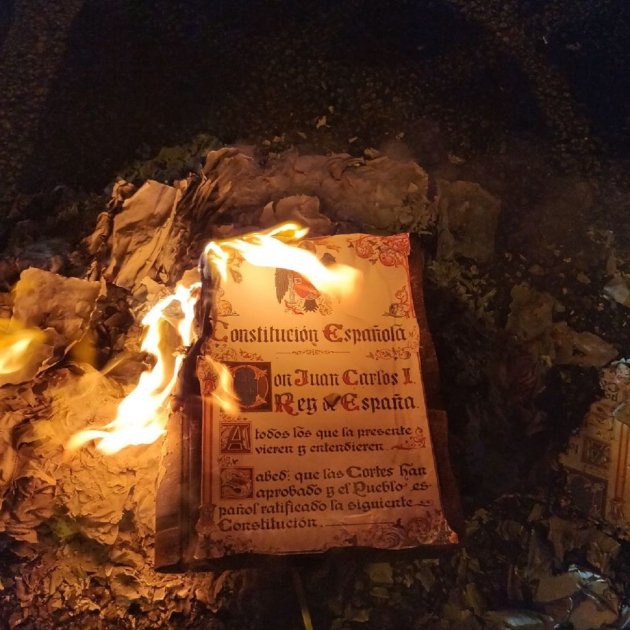 Constitución Española
Don Juan Carlos I.
Rey de España
A todos los que la presente
vieren y entendieren
Sabed: que las Cortes han
aprobado y el Pueblo es-
pañol ratificado la siguiente
Constitución